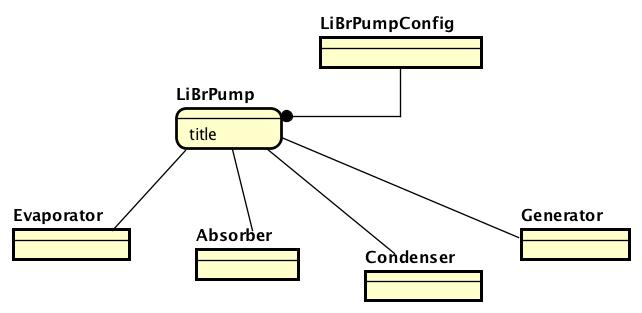 LiBrPumpConfig
LiBrPump
title
Evaporator
Absorber
Condenser
Generator